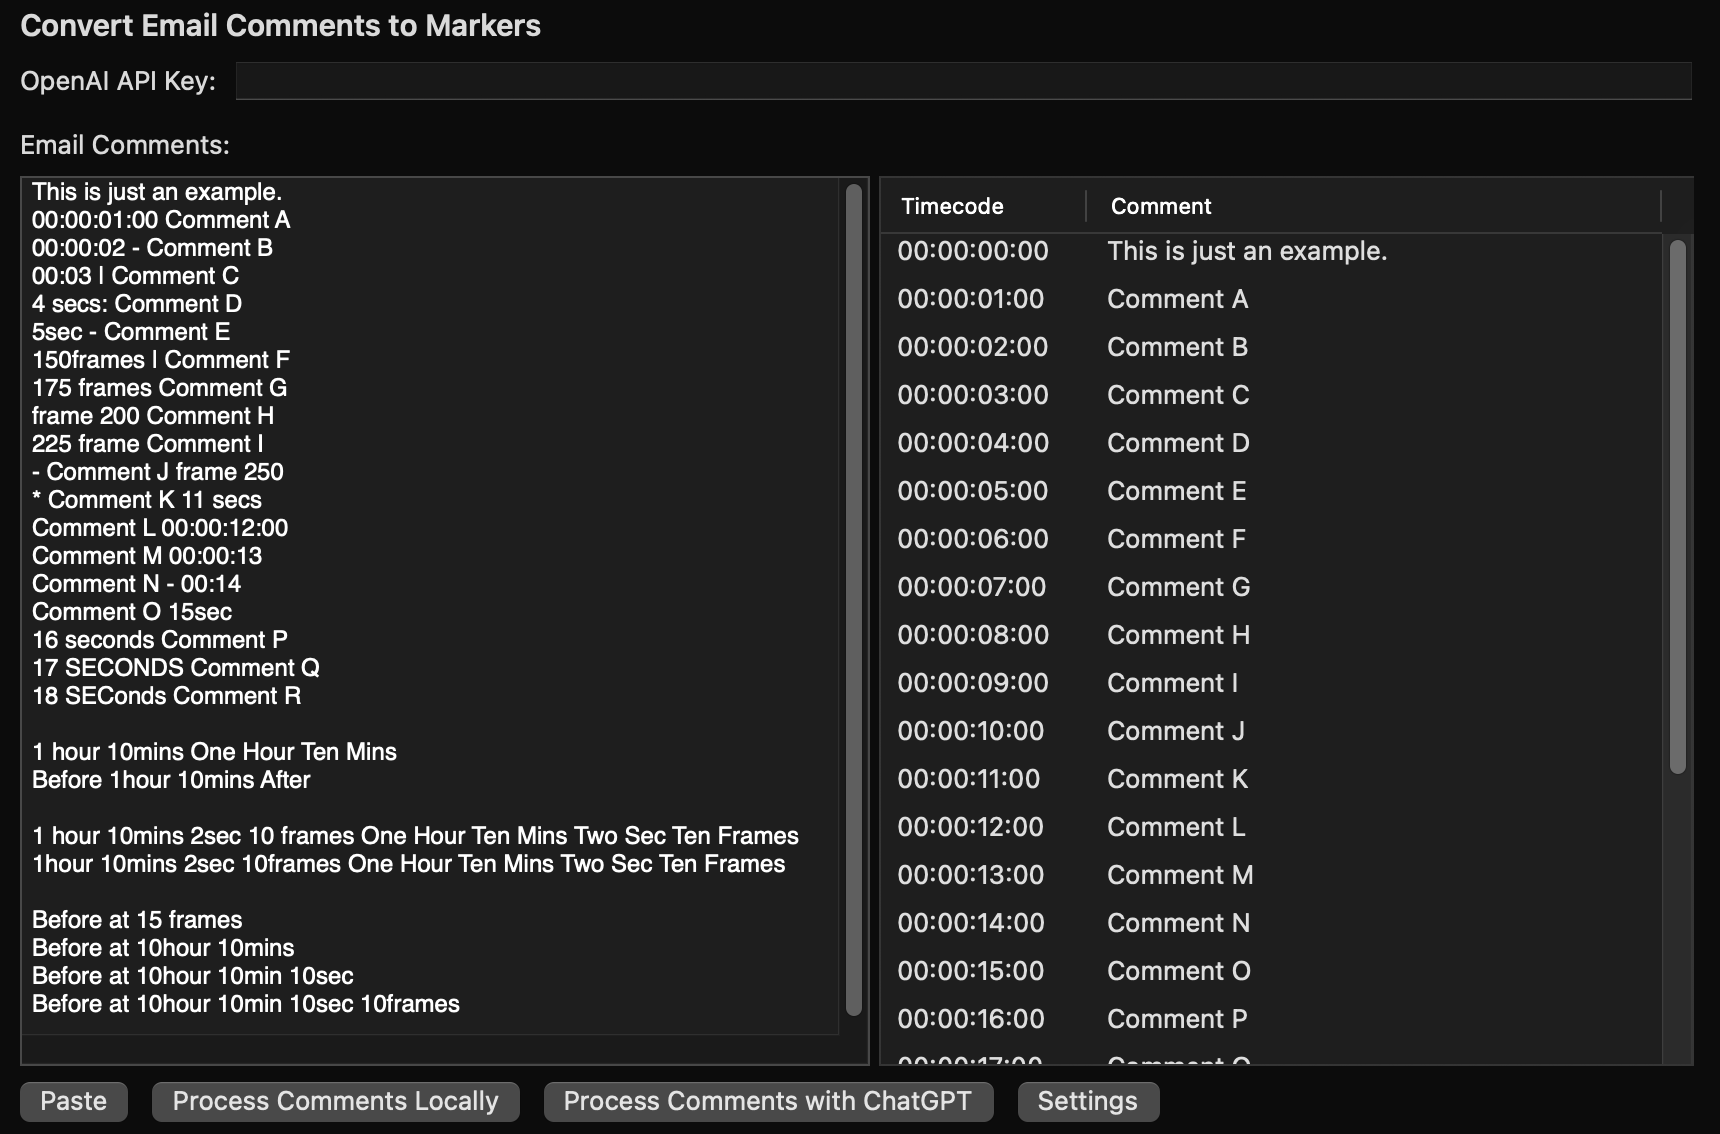 Convert Email Comments to Markers
OpenAI API Key:
Email Comments:
This is just an example.
00:00:01:00 Comment A
00:00:02 - Comment B
00:03 | Comment C
4 secs: Comment D
5sec - Comment E
150frames | Comment F
175 frames Comment G
frame 200 Comment H
225 frame Comment I
- Comment J frame 250
* Comment K 11 secs
Comment L 00:00:12:00
Comment M 00:00:13
Comment N - 00:14
Comment O 15sec
16 seconds Comment P
17 SECONDS Comment Q
18 SEConds Comment R
1 hour 10mins One Hour Ten Mins
Before 1hour 10mins After
1 hour 10mins 2sec 10 frames One Hour Ten Mins Two Sec Ten Frames
1hour 10mins 2sec 10frames One Hour Ten Mins Two Sec Ten Frames
Before at 15 frames
Before at 10hour 10mins
Before at 10hour 10min 10sec
Before at 10hour 10min 10sec 10frames
Timecode Comment
00:00:00:00 This is just an example.
00:00:01:00 Comment A
00:00:02:00 Comment B
00:00:03:00 Comment C
00:00:04:00 Comment D
00:00:05:00 Comment E
00:00:06:00 Comment F
00:00:07:00 Comment G
00:00:08:00 Comment H
00:00:09:00 Comment I
00:00:10:00 Comment J
00:00:11:00 Comment K
00:00:12:00 Comment L
00:00:13:00 Comment M
00:00:14:00 Comment N
00:00:15:00 Comment O
00:00:16:00 Comment P
00:00:17:00 Comment Q
Paste Process Comments Locally Process Comments with ChatGPT Settings